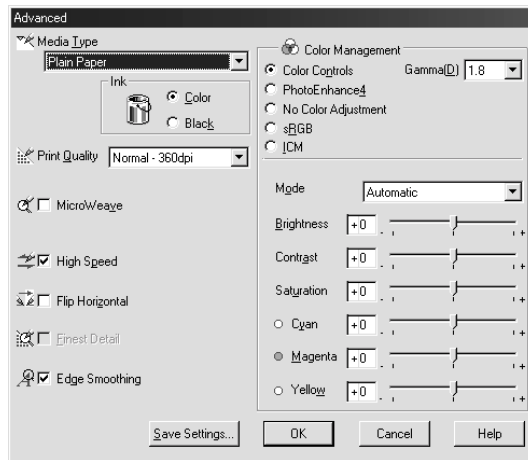 Advanced
Media Type
Plain Paper
Ink
Color
Black
Print Quality Normal - 360dpi
MicroWeave
High Speed
Flip Horizontal
Finest Detail
Edge Smoothing
Color Management
Color Controls Gamma(D) 1.8
PhotoEnhance4
No Color Adjustment
sRGB
ICM
Mode Automatic
Brightness +0 - +
Contrast +0 - +
Saturation +0 - +
Cyan +0 - +
Magenta +0 - +
Yellow +0 - +
Save Settings... OK Cancel Help